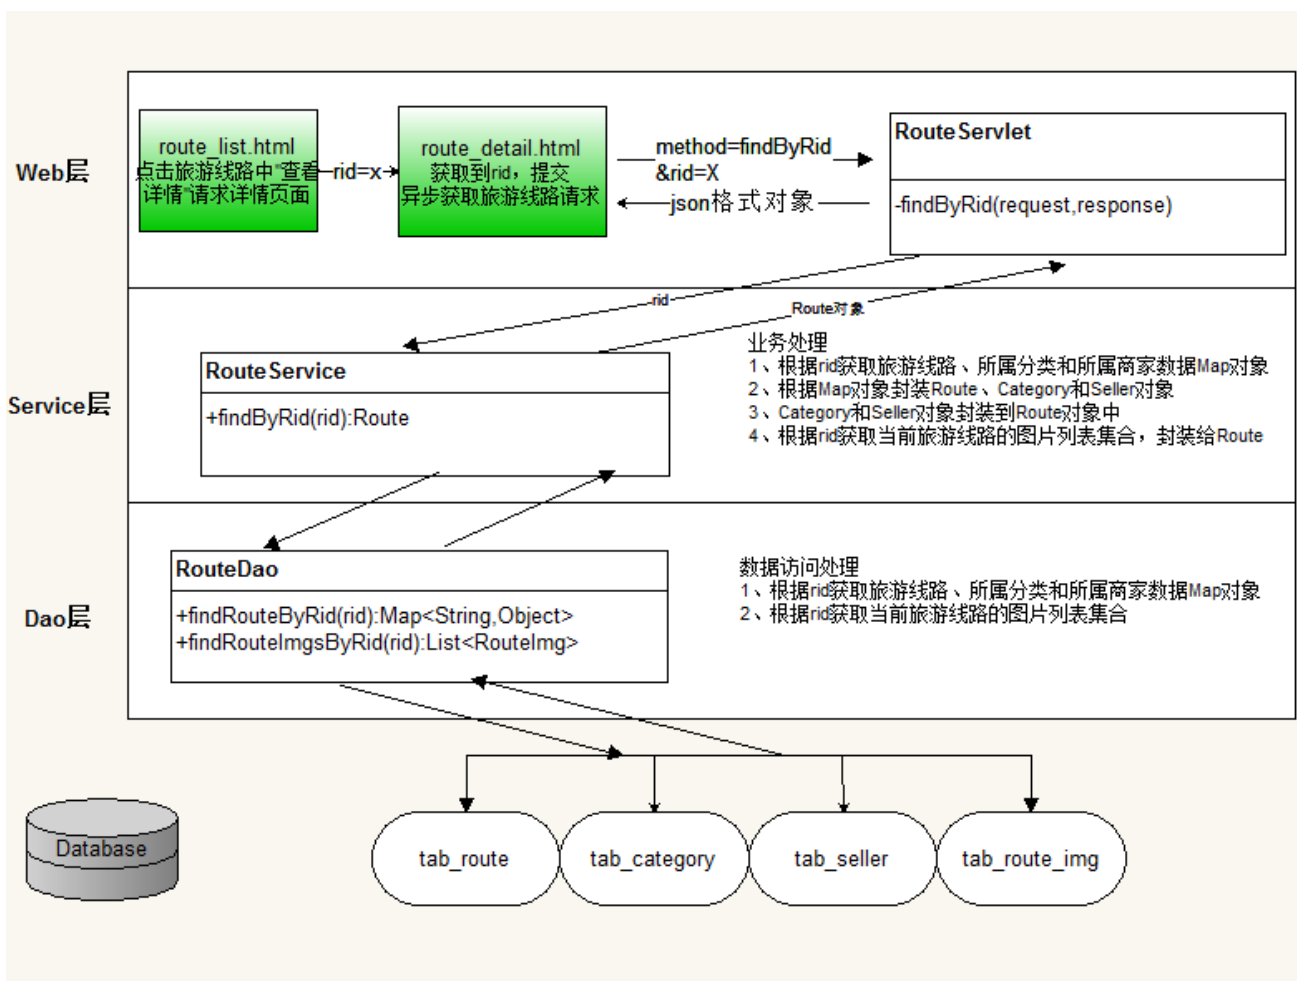 Web层
route_list.html
点击旅游线路中"查看
详情"请求详情页面
rid=x
route_detail.html
获取到rid，提交
异步获取旅游线路请求
method=findByRid
&rid=X
json格式对象
RouteServlet
-findByRid(request,response)
rid
Route对象
Service层
RouteService
+findByRid(rid):Route
业务处理
1、根据rid获取旅游线路、所属分类和所属商家数据Map对象
2、根据Map对象封装Route、Category和Seller对象
3、Category和Seller对象封装到Route对象中
4、根据rid获取当前旅游线路的图片列表集合，封装给Route
Dao层
RouteDao
+findRouteByRid(rid):Map<String,Object>
+findRouteImgsByRid(rid):List<RouteImg>
数据访问处理
1、根据rid获取旅游线路、所属分类和所属商家数据Map对象
2、根据rid获取当前旅游线路的图片列表集合
Database
tab_route
tab_category
tab_seller
tab_route_img